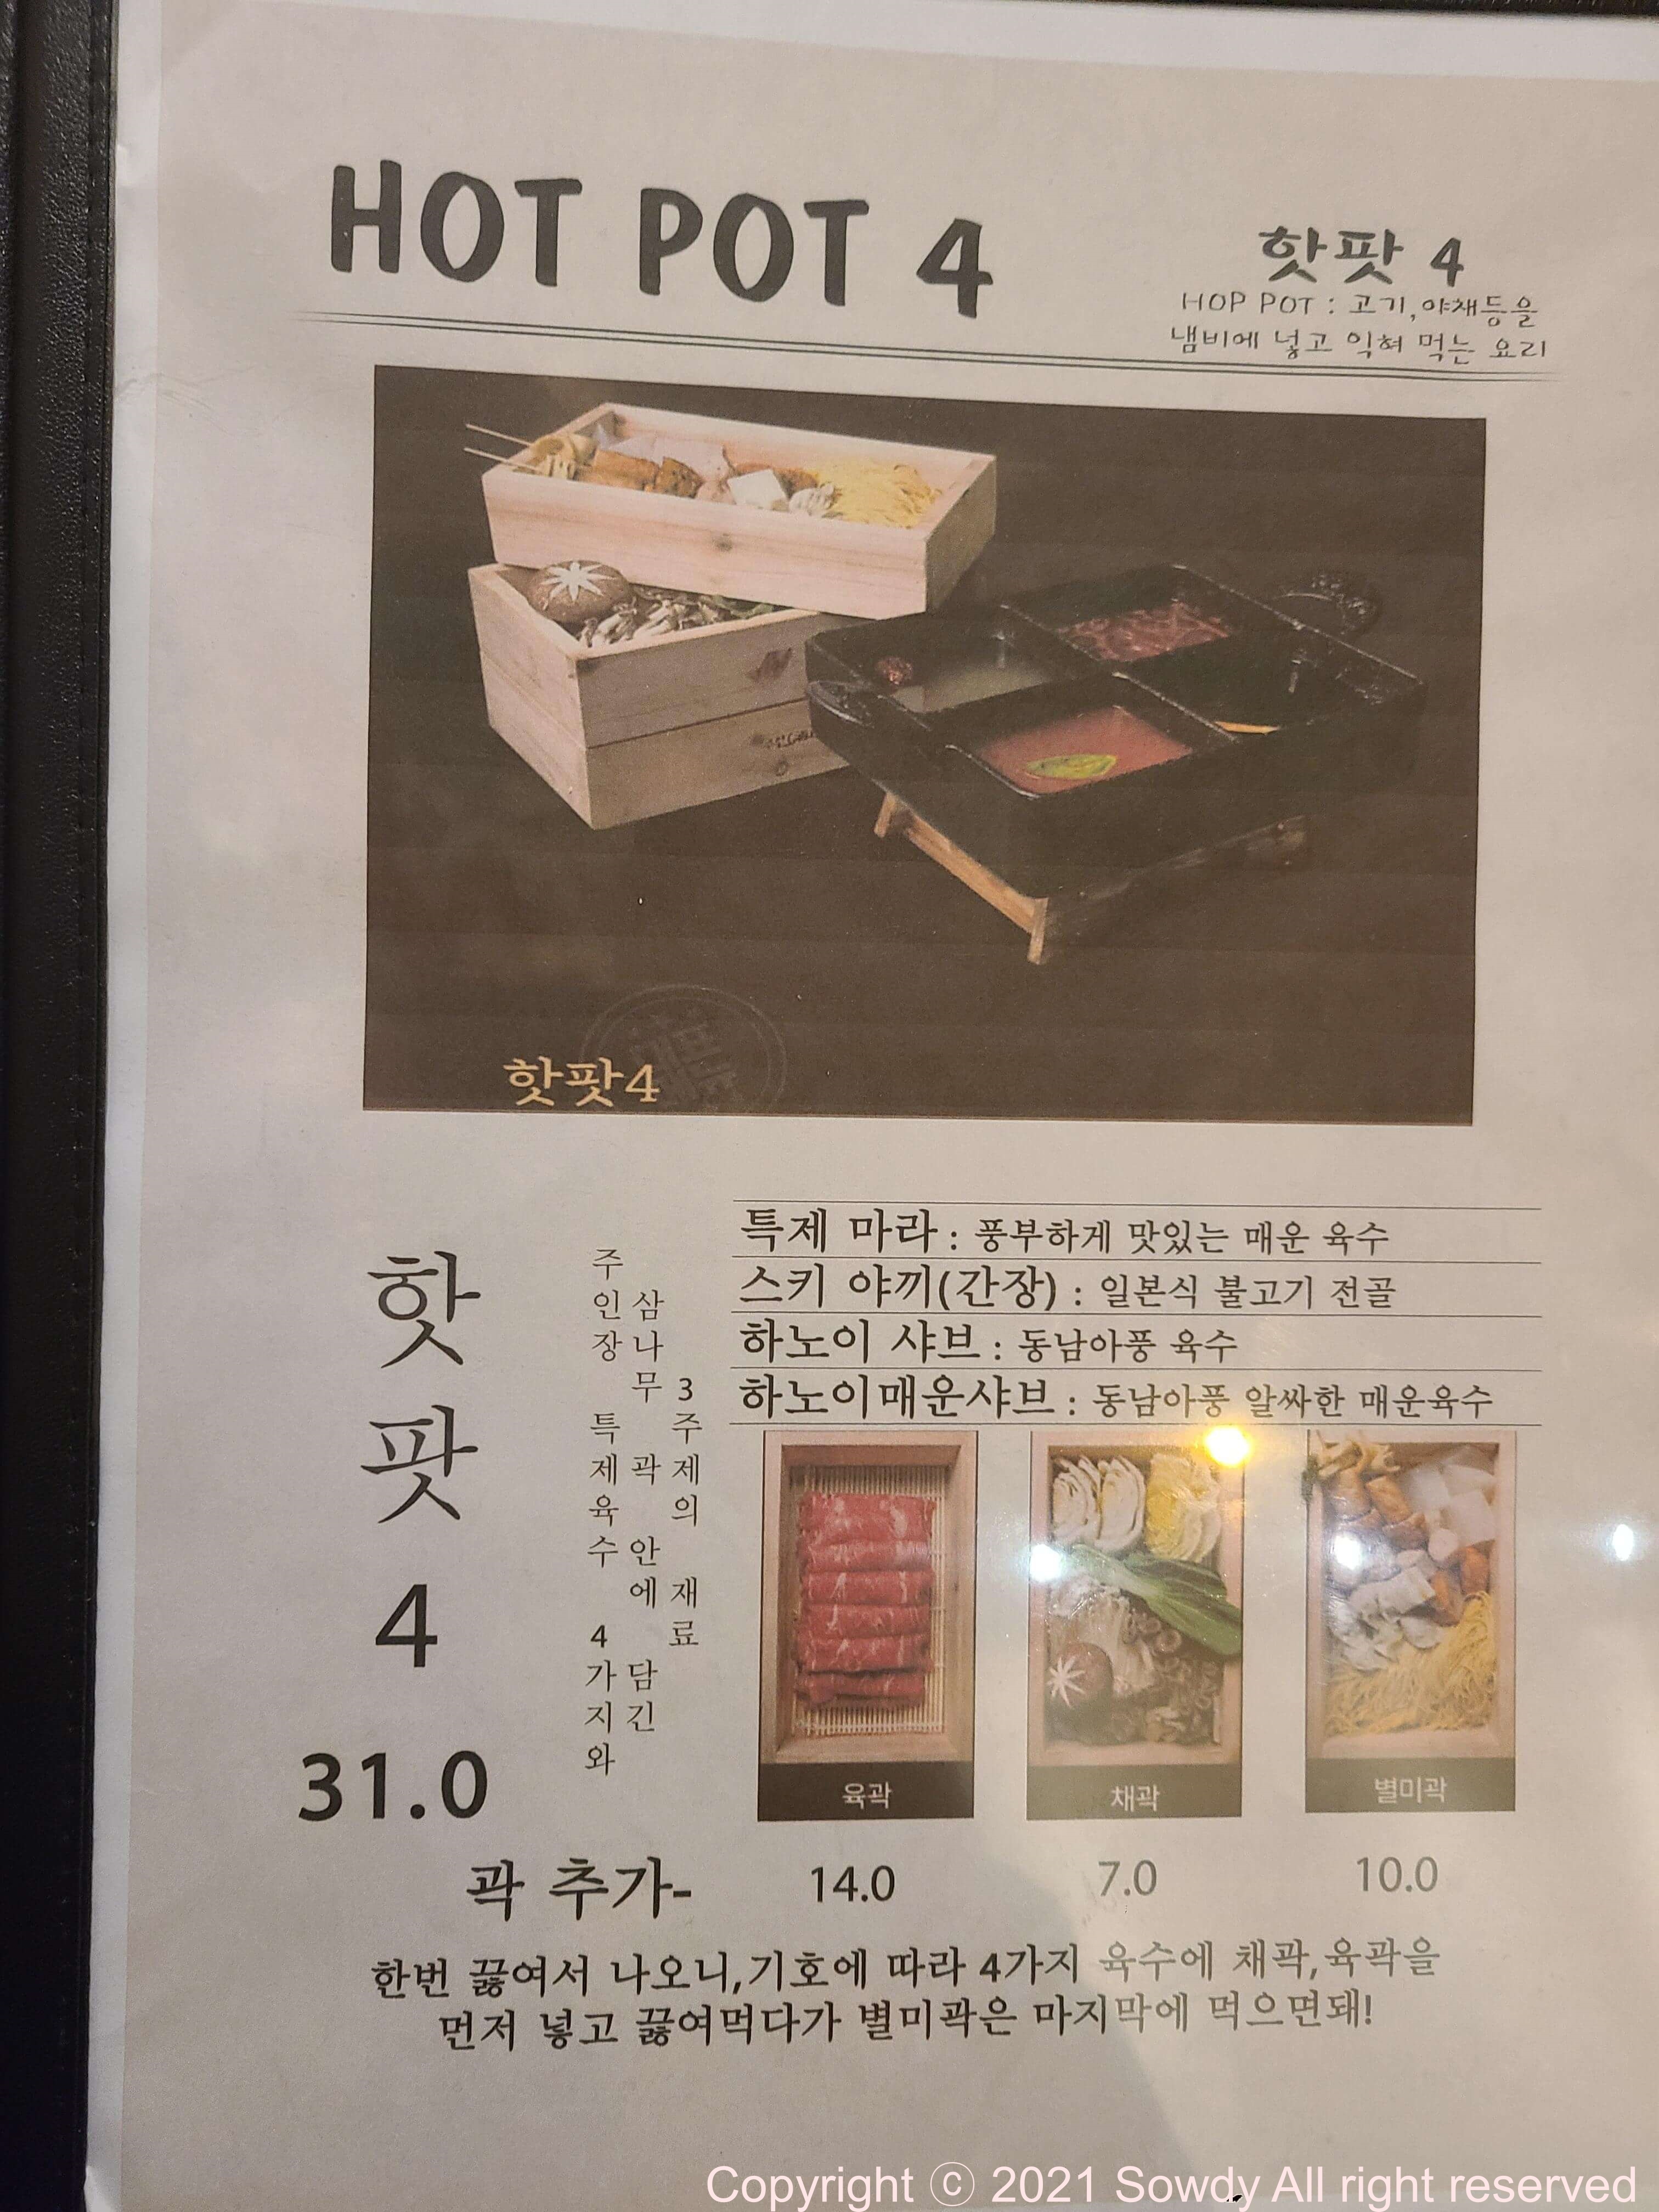 HOT POT 4
핫팟 4
HOP POT : 고기,야채등을
냄비에 넣고 익혀 먹는 요리
핫팟4
핫팟4
31.0
주인장 특제육수 4가지와
삼나무 곽 안에 담긴
3주제의 재료
특제 마라 : 풍부하게 맛있는 매운 육수
스키 야끼(간장) : 일본식 불고기 전골
하노이 샤브 : 동남아풍 육수
하노이매운샤브 : 동남아풍 알싸한 매운육수
육곽 채곽 별미곽
곽 추가- 14.0 7.0 10.0
한번 끓여서 나오니,기호에 따라 4가지 육수에 채곽,육곽을
먼저 넣고 끓여먹다가 별미곽은 마지막에 먹으면돼!
Copyright ⓒ 2021 Sowdy All right reserved